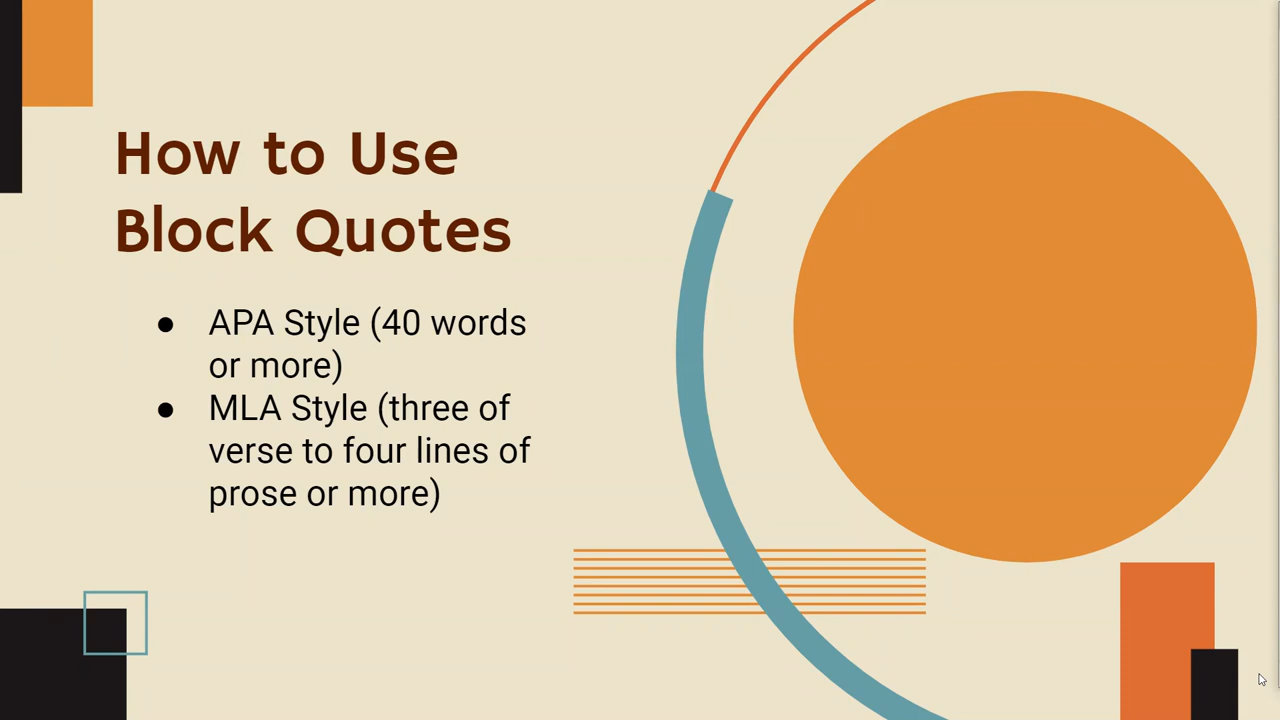 How to Use
Block Quotes
● APA Style (40 words
or more)
● MLA Style (three of
verse to four lines of
prose or more)